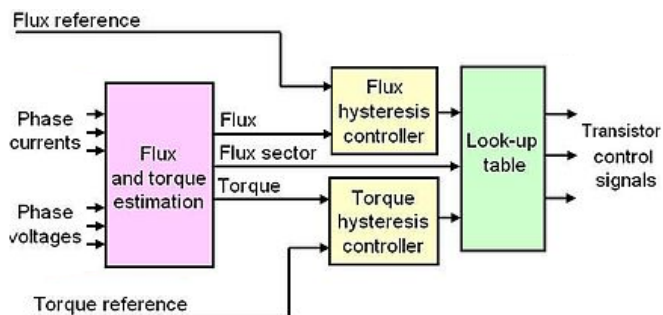 Flux reference
Phase
currents
Phase
voltages
Flux
and torque
estimation
Flux
Flux sector
Torque
Flux
hysteresis
controller
Torque
hysteresis
controller
Look-up
table
Transistor
control
signals
Torque reference